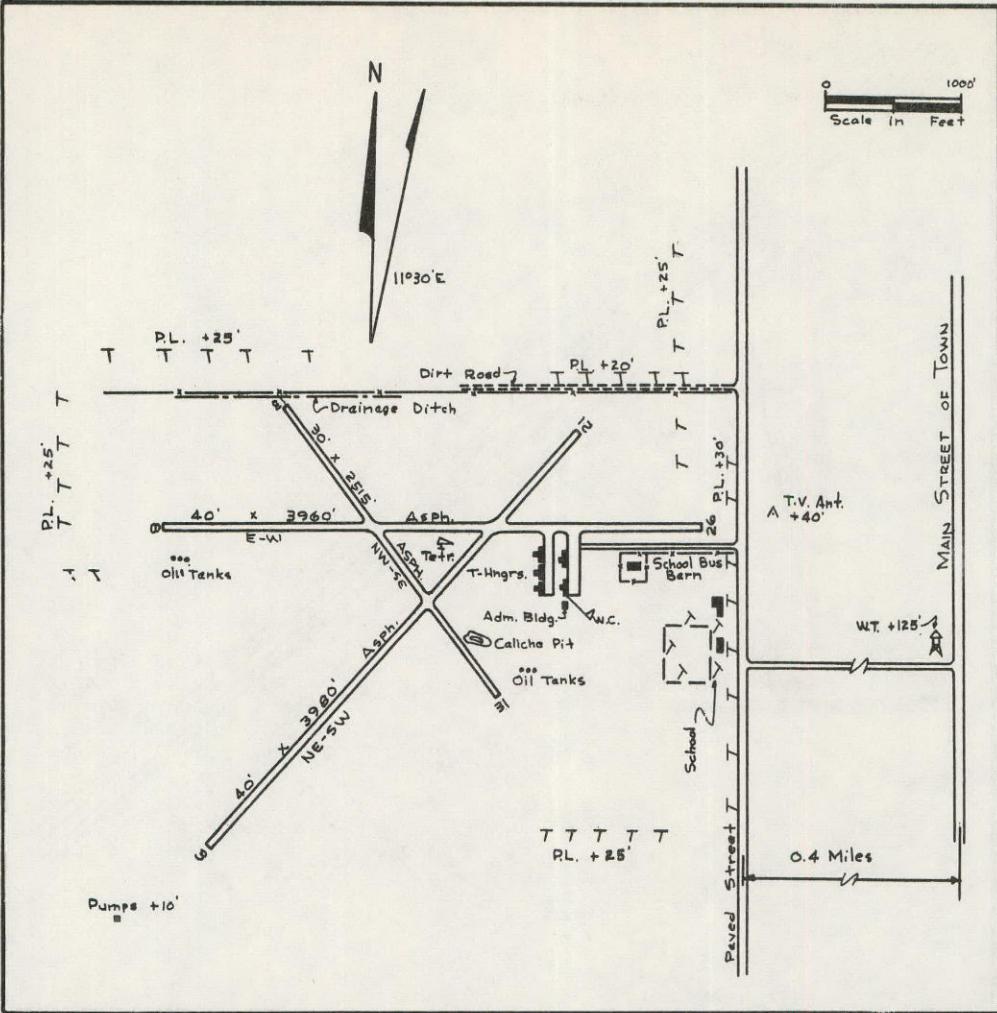 N
0 1000'
Scale in Feet
11°30'E
P.L. +25'
P.L. +25'
Dirt Road
P.L. +20'
Drainage Ditch
MAIN STREET OF TOWN
30' x 2515'
12
P.L. +25'
P.L. +30'
T.V. Ant.
+40'
8
40' x 3960'
Asph.
26
E-W
NW-SE
Asph.
Tetr.
T-Hngrs.
School Bus
Barn
Oil Tanks
Adm. Bldg.
W.C.
Caliche Pit
W.T. +125'
Asph.
Oil Tanks
School
40' x 3980'
NE-SW
P.L. + 25'
Paved Street
0.4 Miles
Pumps +10'